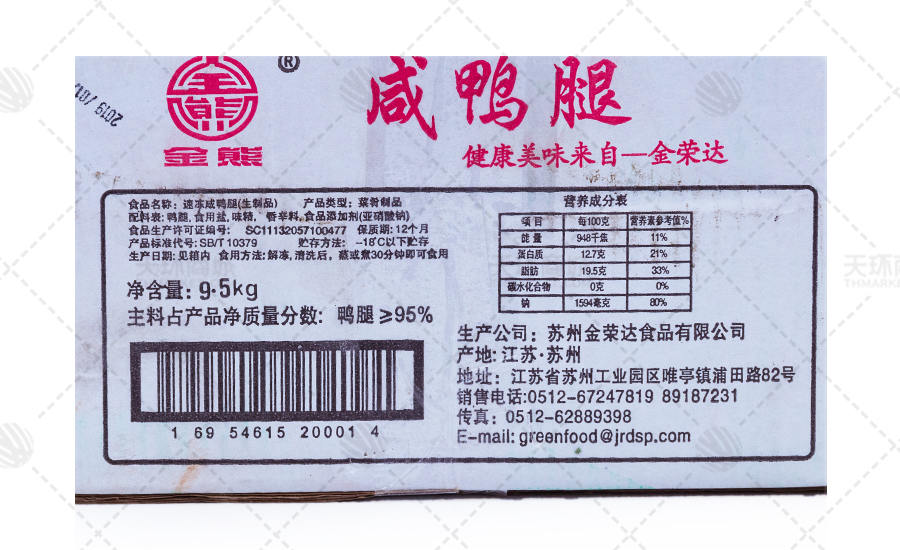 金熊
®
咸鸭腿
金熊
健康美味来自—金荣达
食品名称: 速冻咸鸭腿(生制品) 产品类型: 菜肴制品
配料表: 鸭腿, 食用盐, 味精, 香辛料, 食品添加剂(亚硝酸钠)
食品生产许可证编号: SC11132057100477 保质期: 12个月
产品标准代号: SB/T 10379 贮存方法: -18℃以下贮存
生产日期: 见箱内 食用方法: 解冻, 清洗后, 蒸或煮30分钟即可食用
净含量: 9.5kg
主料占产品净质量分数: 鸭腿≥95%
1 69 54615 20001 4
营养成分表
项目 每100克 营养素参考值%
能量 948千焦 11%
蛋白质 12.7克 21%
脂肪 19.5克 33%
碳水化合物 0克 0%
钠 1594毫克 80%
生产公司: 苏州金荣达食品有限公司
产地: 江苏·苏州
地址: 江苏省苏州工业园区唯亭镇浦田路82号
销售电话:0512-67247819 89187231
传真: 0512-62889398
E-mail: greenfood@jrdsp.com